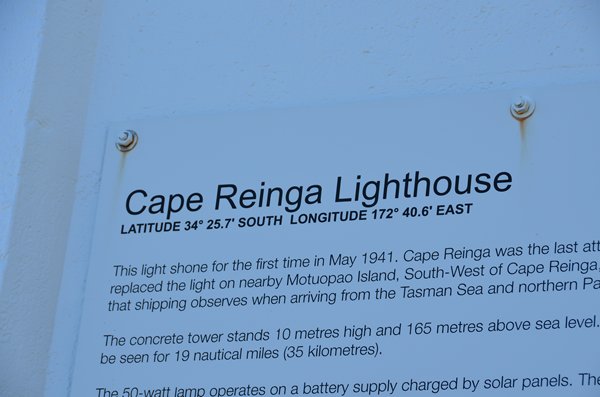 Cape Reinga Lighthouse
LATITUDE 34° 25.7' SOUTH LONGITUDE 172° 40.6' EAST
This light shone for the first time in May 1941. Cape Reinga was the last
replaced the light on nearby Motuopao Island, South-West of Cape Reinga,
that shipping observes when arriving from the Tasman Sea and northern
The concrete tower stands 10 metres high and 165 metres above sea level.
be seen for 19 nautical miles (35 kilometres).
The 50-watt lamp operates on a battery supply charged by solar panels.